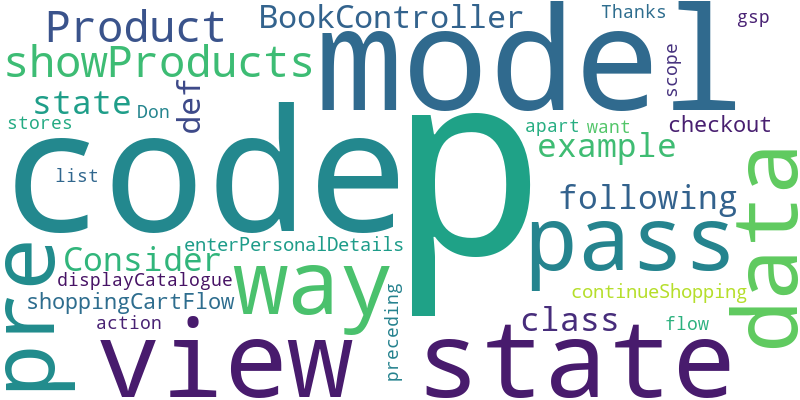 BookController
Thanks
gsp
Product
model
showProducts
scope
state
Don
def
stores
code
p
apart
want
checkout
example
data
list
following
pass
enterPersonalDetails
Consider
pre
way
displayCatalogue
shoppingCartFlow
preceding
continueShopping
action
class
flow
view
state